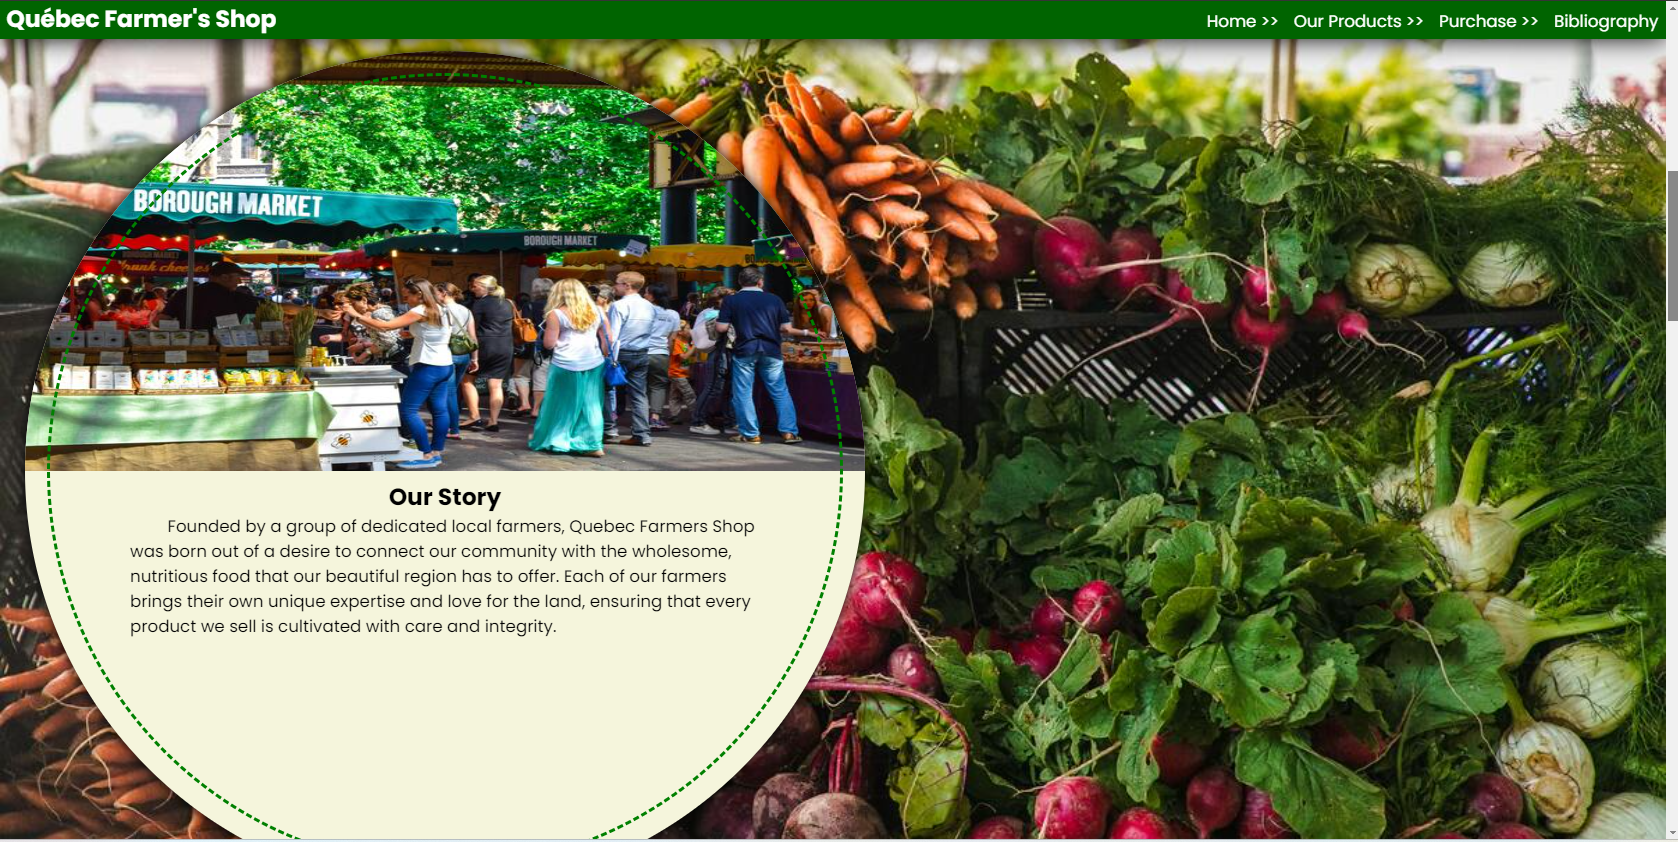 Québec Farmer's Shop
Home >> Our Products >> Purchase >> Bibliography
BOROUGH MARKET
BOROUGH MARKET
BOROUGH MARKET
Our Story
Founded by a group of dedicated local farmers, Quebec Farmers Shop
was born out of a desire to connect our community with the wholesome,
nutritious food that our beautiful region has to offer. Each of our farmers
brings their own unique expertise and love for the land, ensuring that every
product we sell is cultivated with care and integrity.